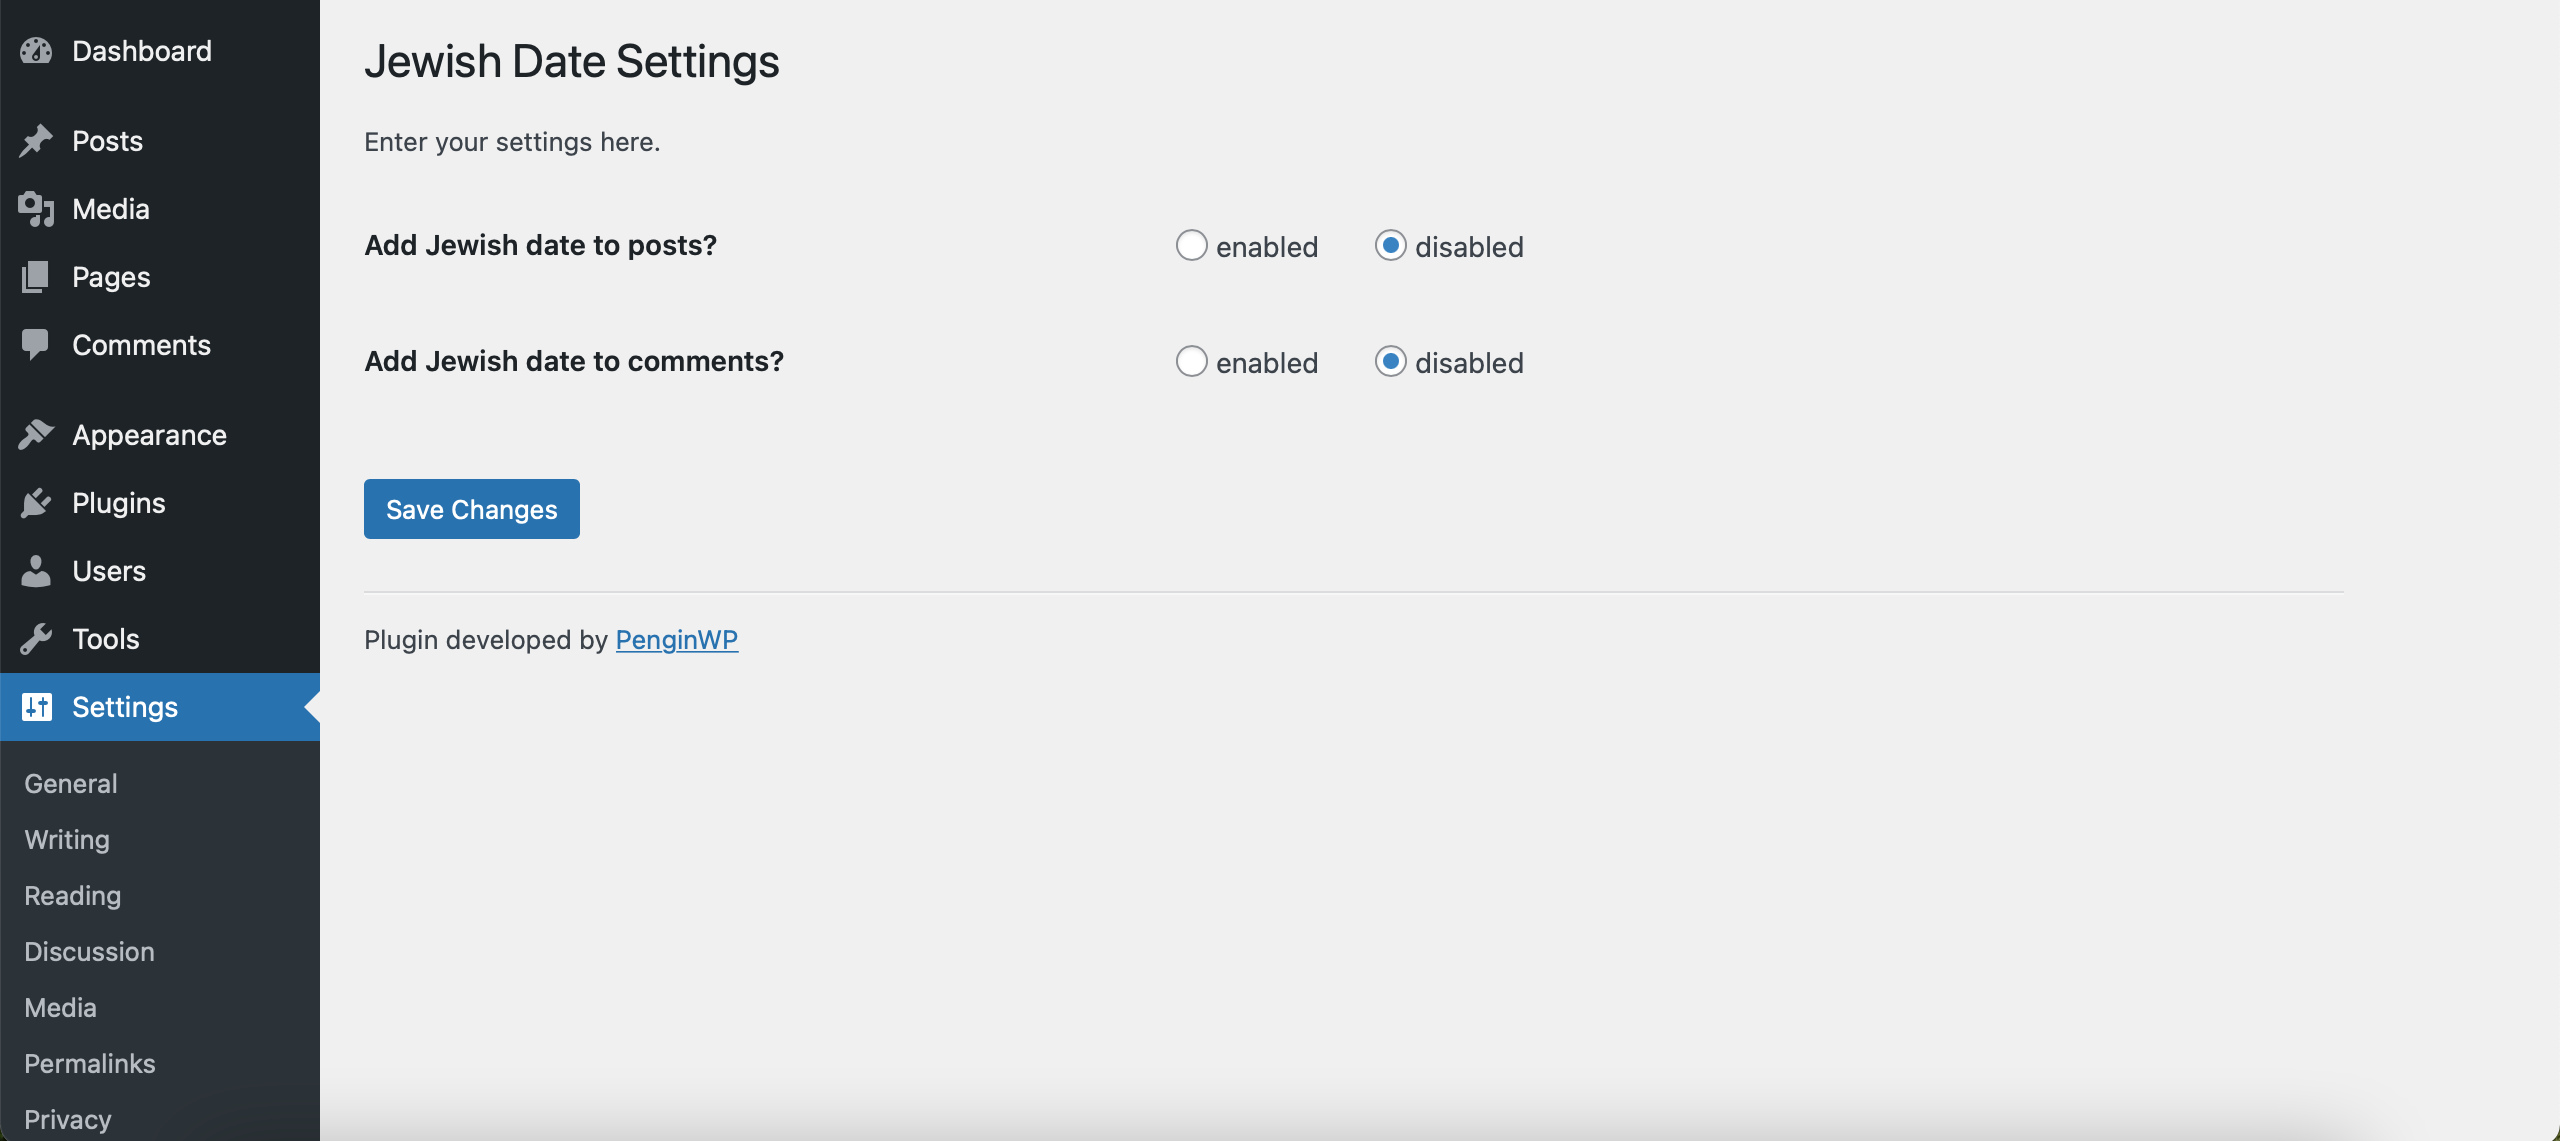 Dashboard
Posts
Media
Pages
Comments
Appearance
Plugins
Users
Tools
Settings
General
Writing
Reading
Discussion
Media
Permalinks
Privacy
Jewish Date Settings
Enter your settings here.
Add Jewish date to posts? enabled disabled
Add Jewish date to comments? enabled disabled
Save Changes
Plugin developed by PenginWP